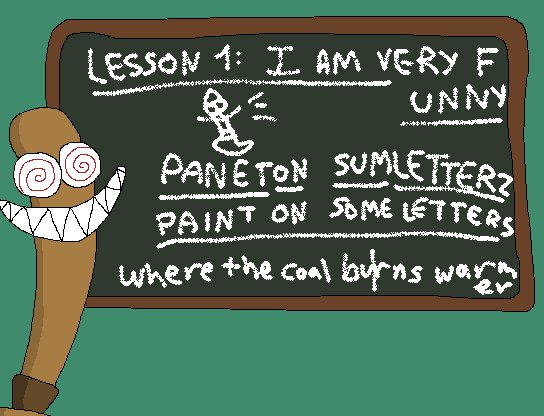 LESSON 1: I AM VERY F
UNNY
PANETON SUMLETTERZ
PAINT ON SOME LETTERS
where the coal burns warm
er